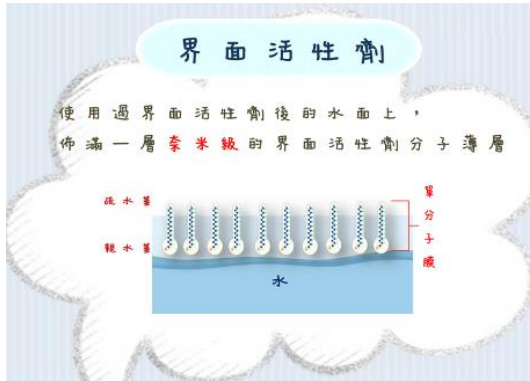 界面活性劑
使用過界面活性劑後的水面上，
佈滿一層奈米級的界面活性劑分子薄層
疏水基
親水基
單分子膜
水